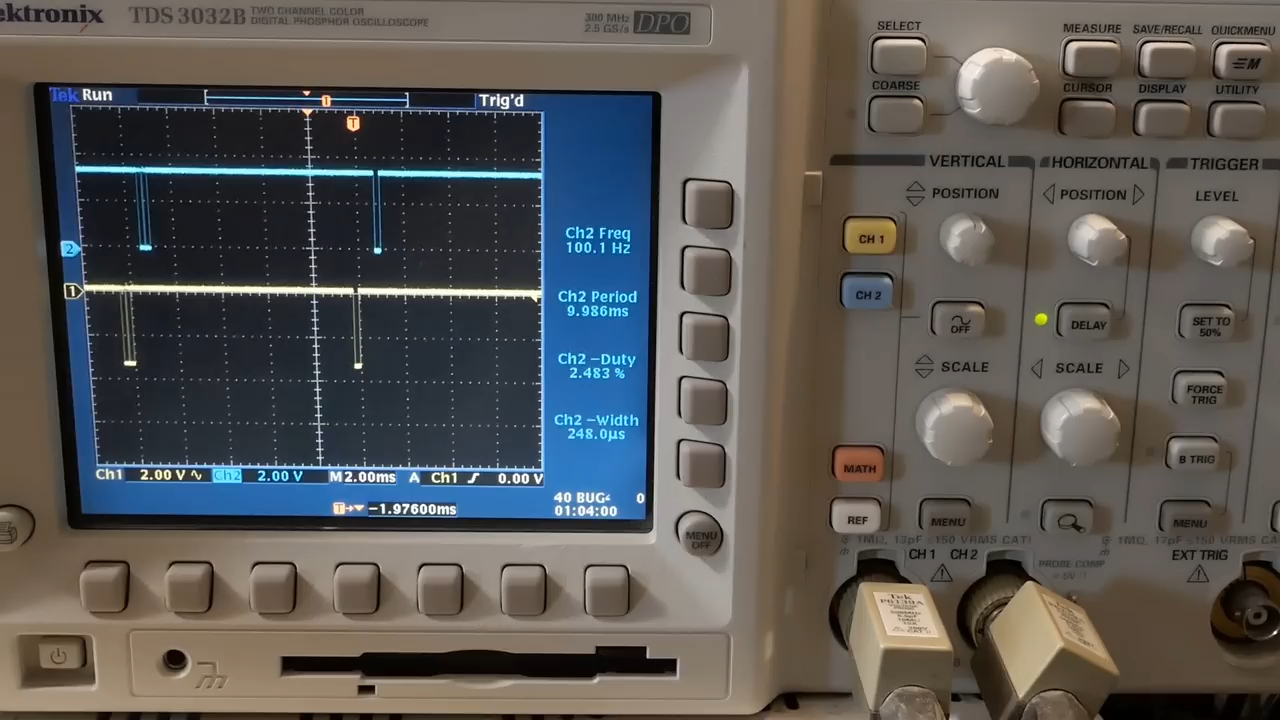 ektronix TDS 3032B TWO CHANNEL COLOR
DIGITAL PHOSPHOR OSCILLOSCOPE
300 MHz
2.5 GS/s DPO
Tek Run
Trig'd
T
2
1
Ch2 Freq
100.1 Hz
Ch2 Period
9.986ms
Ch2 −Duty
2.483 %
Ch2 −Width
248.0µs
Ch1 2.00 V ∿ Ch2 2.00 V M 2.00ms A Ch1 0.00 V
T −1.97600ms
0
01:04:00
MENU
OFF
SELECT
COARSE
MEASURE SAVE/RECALL QUICKMENU
M
CURSOR DISPLAY UTILITY
VERTICAL HORIZONTAL TRIGGER
POSITION POSITION LEVEL
CH 1
CH 2
OFF
DELAY
SET TO
50%
SCALE SCALE
FORCE
TRIG
B TRIG
MATH
REF
MENU
MENU
CH 1 CH 2
EXT TRIG
PROBE COMP
Tek
P6139A